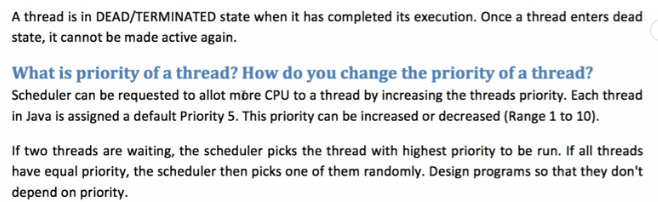 A thread is in DEAD/TERMINATED state when it has completed its execution. Once a thread enters dead
state, it cannot be made active again.
What is priority of a thread? How do you change the priority of a thread?
Scheduler can be requested to allot more CPU to a thread by increasing the threads priority. Each thread
in Java is assigned a default Priority 5. This priority can be increased or decreased (Range 1 to 10).
If two threads are waiting, the scheduler picks the thread with highest priority to be run. If all threads
have equal priority, the scheduler then picks one of them randomly. Design programs so that they don't
depend on priority.